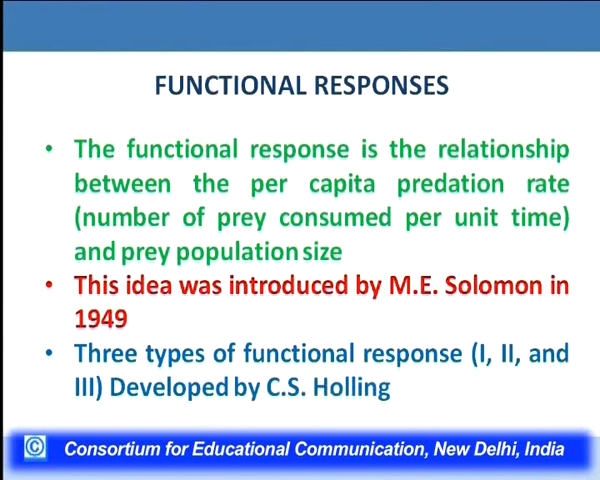 FUNCTIONAL RESPONSES
• The functional response is the relationship
between the per capita predation rate
(number of prey consumed per unit time)
and prey population size
• This idea was introduced by M.E. Solomon in
1949
• Three types of functional response (I, II, and
III) Developed by C.S. Holling
© Consortium for Educational Communication, New Delhi, India